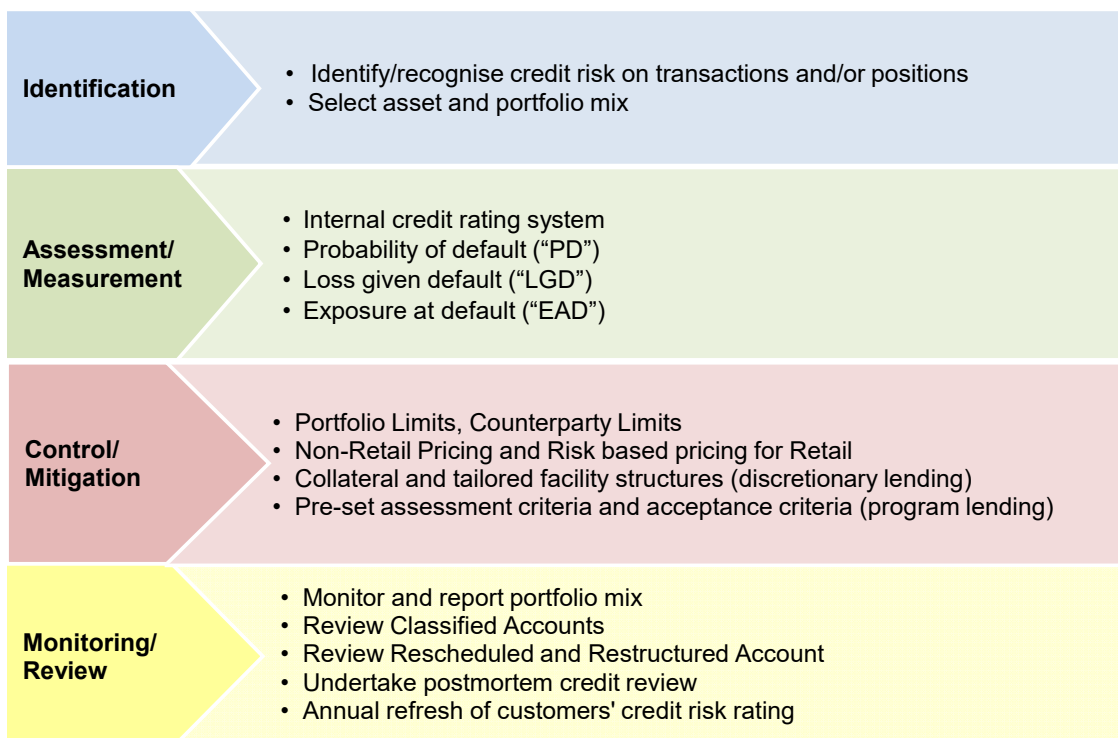 Identification
• Identify/recognise credit risk on transactions and/or positions
• Select asset and portfolio mix
Assessment/
Measurement
• Internal credit rating system
• Probability of default (“PD”)
• Loss given default (“LGD”)
• Exposure at default (“EAD”)
Control/
Mitigation
• Portfolio Limits, Counterparty Limits
• Non-Retail Pricing and Risk based pricing for Retail
• Collateral and tailored facility structures (discretionary lending)
• Pre-set assessment criteria and acceptance criteria (program lending)
Monitoring/
Review
• Monitor and report portfolio mix
• Review Classified Accounts
• Review Rescheduled and Restructured Account
• Undertake postmortem credit review
• Annual refresh of customers' credit risk rating